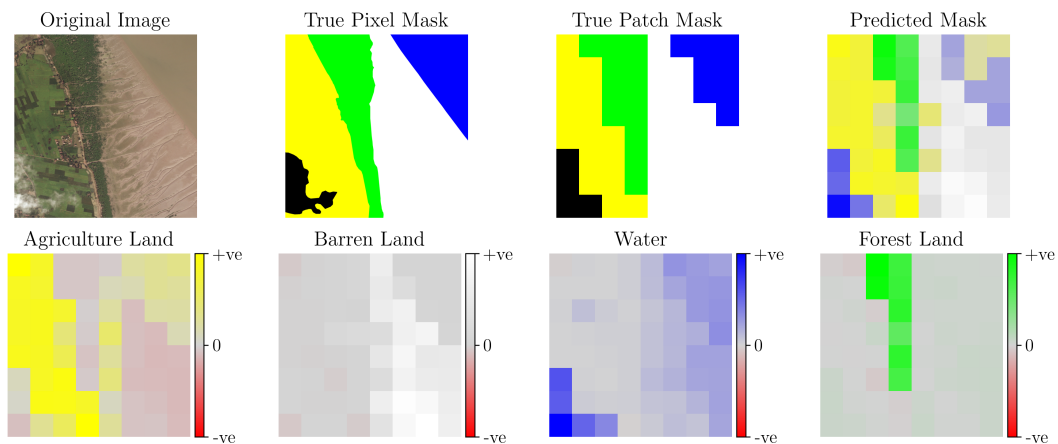 Original Image
True Pixel Mask
True Patch Mask
Predicted Mask
Agriculture Land
+ve
0
-ve
Barren Land
+ve
0
-ve
Water
+ve
0
-ve
Forest Land
+ve
0
-ve